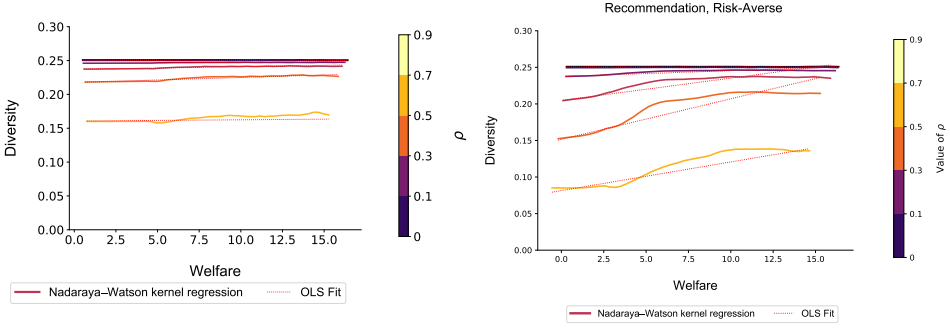 0.30
0.25
0.20
0.15
0.10
0.05
0.00
Diversity
0.0 2.5 5.0 7.5 10.0 12.5 15.0
Welfare
0.9
0.7
0.5
0.3
0.1
0
ρ
Nadaraya–Watson kernel regression OLS Fit
Recommendation, Risk-Averse
0.30
0.25
0.20
0.15
0.10
0.05
0.00
Diversity
0.0 2.5 5.0 7.5 10.0 12.5 15.0
Welfare
0.9
0.7
0.5
0.3
0.1
0
Value of ρ
Nadaraya–Watson kernel regression OLS Fit